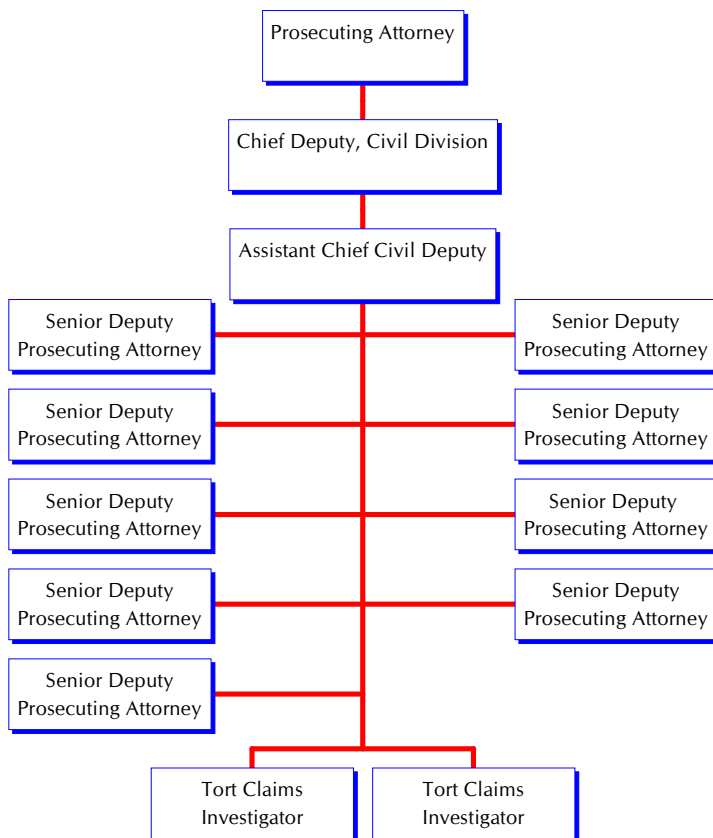 Prosecuting Attorney
Chief Deputy, Civil Division
Assistant Chief Civil Deputy
Senior Deputy
Prosecuting Attorney
Senior Deputy
Prosecuting Attorney
Senior Deputy
Prosecuting Attorney
Senior Deputy
Prosecuting Attorney
Senior Deputy
Prosecuting Attorney
Senior Deputy
Prosecuting Attorney
Senior Deputy
Prosecuting Attorney
Senior Deputy
Prosecuting Attorney
Senior Deputy
Prosecuting Attorney
Tort Claims
Investigator
Tort Claims
Investigator